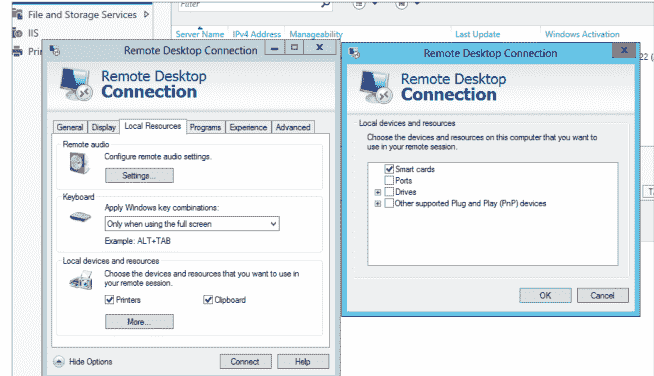 Filter
File and Storage Services
IIS
Server Name IPv4 Address Manageability Last Update Windows Activation
Remote Desktop Connection
Remote Desktop
Connection
General Display Local Resources Programs Experience Advanced
Remote audio
Configure remote audio settings.
Settings...
Keyboard
Apply Windows key combinations:
Only when using the full screen
Example: ALT+TAB
Local devices and resources
Choose the devices and resources that you want to use in
your remote session.
Printers Clipboard
More...
Hide Options Connect Help
Remote Desktop Connection
Remote Desktop
Connection
Local devices and resources
Choose the devices and resources on this computer that you want to
use in your remote session.
Smart cards
Ports
Drives
Other supported Plug and Play (PnP) devices
OK Cancel